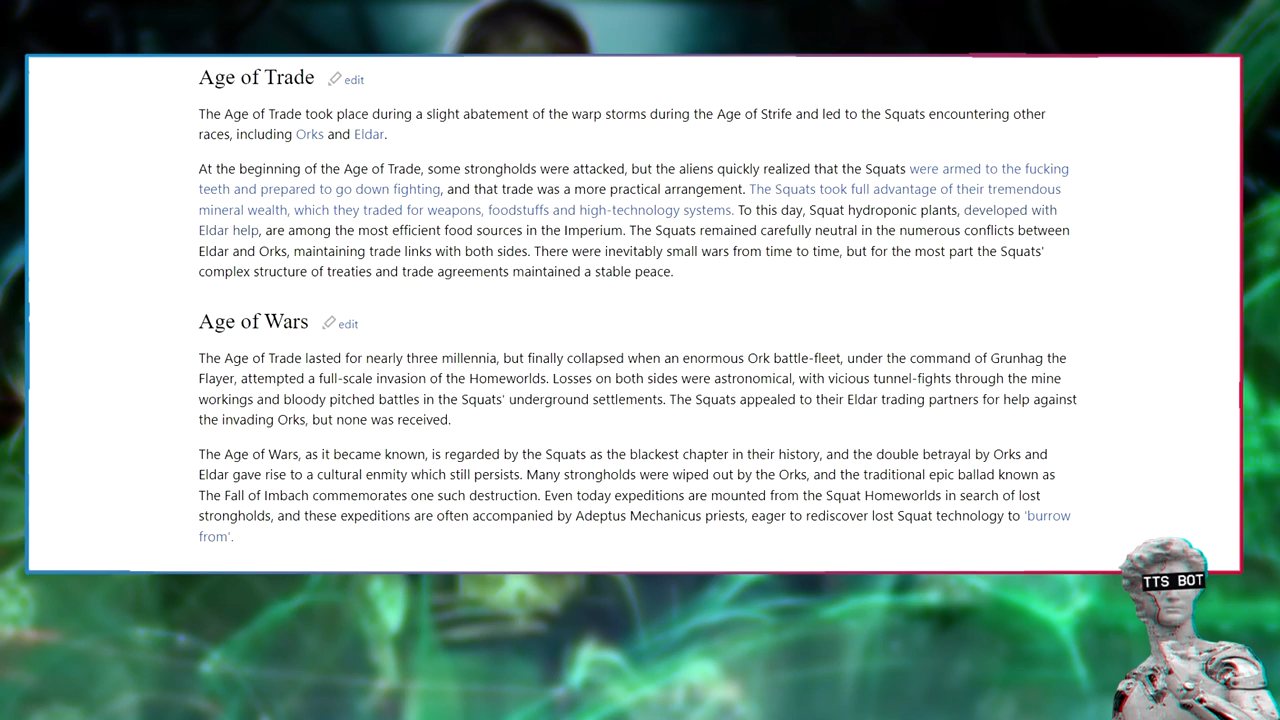 Age of Trade edit
The Age of Trade took place during a slight abatement of the warp storms during the Age of Strife and led to the Squats encountering other
races, including Orks and Eldar.
At the beginning of the Age of Trade, some strongholds were attacked, but the aliens quickly realized that the Squats were armed to the fucking
teeth and prepared to go down fighting, and that trade was a more practical arrangement. The Squats took full advantage of their tremendous
mineral wealth, which they traded for weapons, foodstuffs and high-technology systems. To this day, Squat hydroponic plants, developed with
Eldar help, are among the most efficient food sources in the Imperium. The Squats remained carefully neutral in the numerous conflicts between
Eldar and Orks, maintaining trade links with both sides. There were inevitably small wars from time to time, but for the most part the Squats'
complex structure of treaties and trade agreements maintained a stable peace.
Age of Wars edit
The Age of Trade lasted for nearly three millennia, but finally collapsed when an enormous Ork battle-fleet, under the command of Grunhag the
Flayer, attempted a full-scale invasion of the Homeworlds. Losses on both sides were astronomical, with vicious tunnel-fights through the mine
workings and bloody pitched battles in the Squats' underground settlements. The Squats appealed to their Eldar trading partners for help against
the invading Orks, but none was received.
The Age of Wars, as it became known, is regarded by the Squats as the blackest chapter in their history, and the double betrayal by Orks and
Eldar gave rise to a cultural enmity which still persists. Many strongholds were wiped out by the Orks, and the traditional epic ballad known as
The Fall of Imbach commemorates one such destruction. Even today expeditions are mounted from the Squat Homeworlds in search of lost
strongholds, and these expeditions are often accompanied by Adeptus Mechanicus priests, eager to rediscover lost Squat technology to 'burrow
from'.
TTS BOT